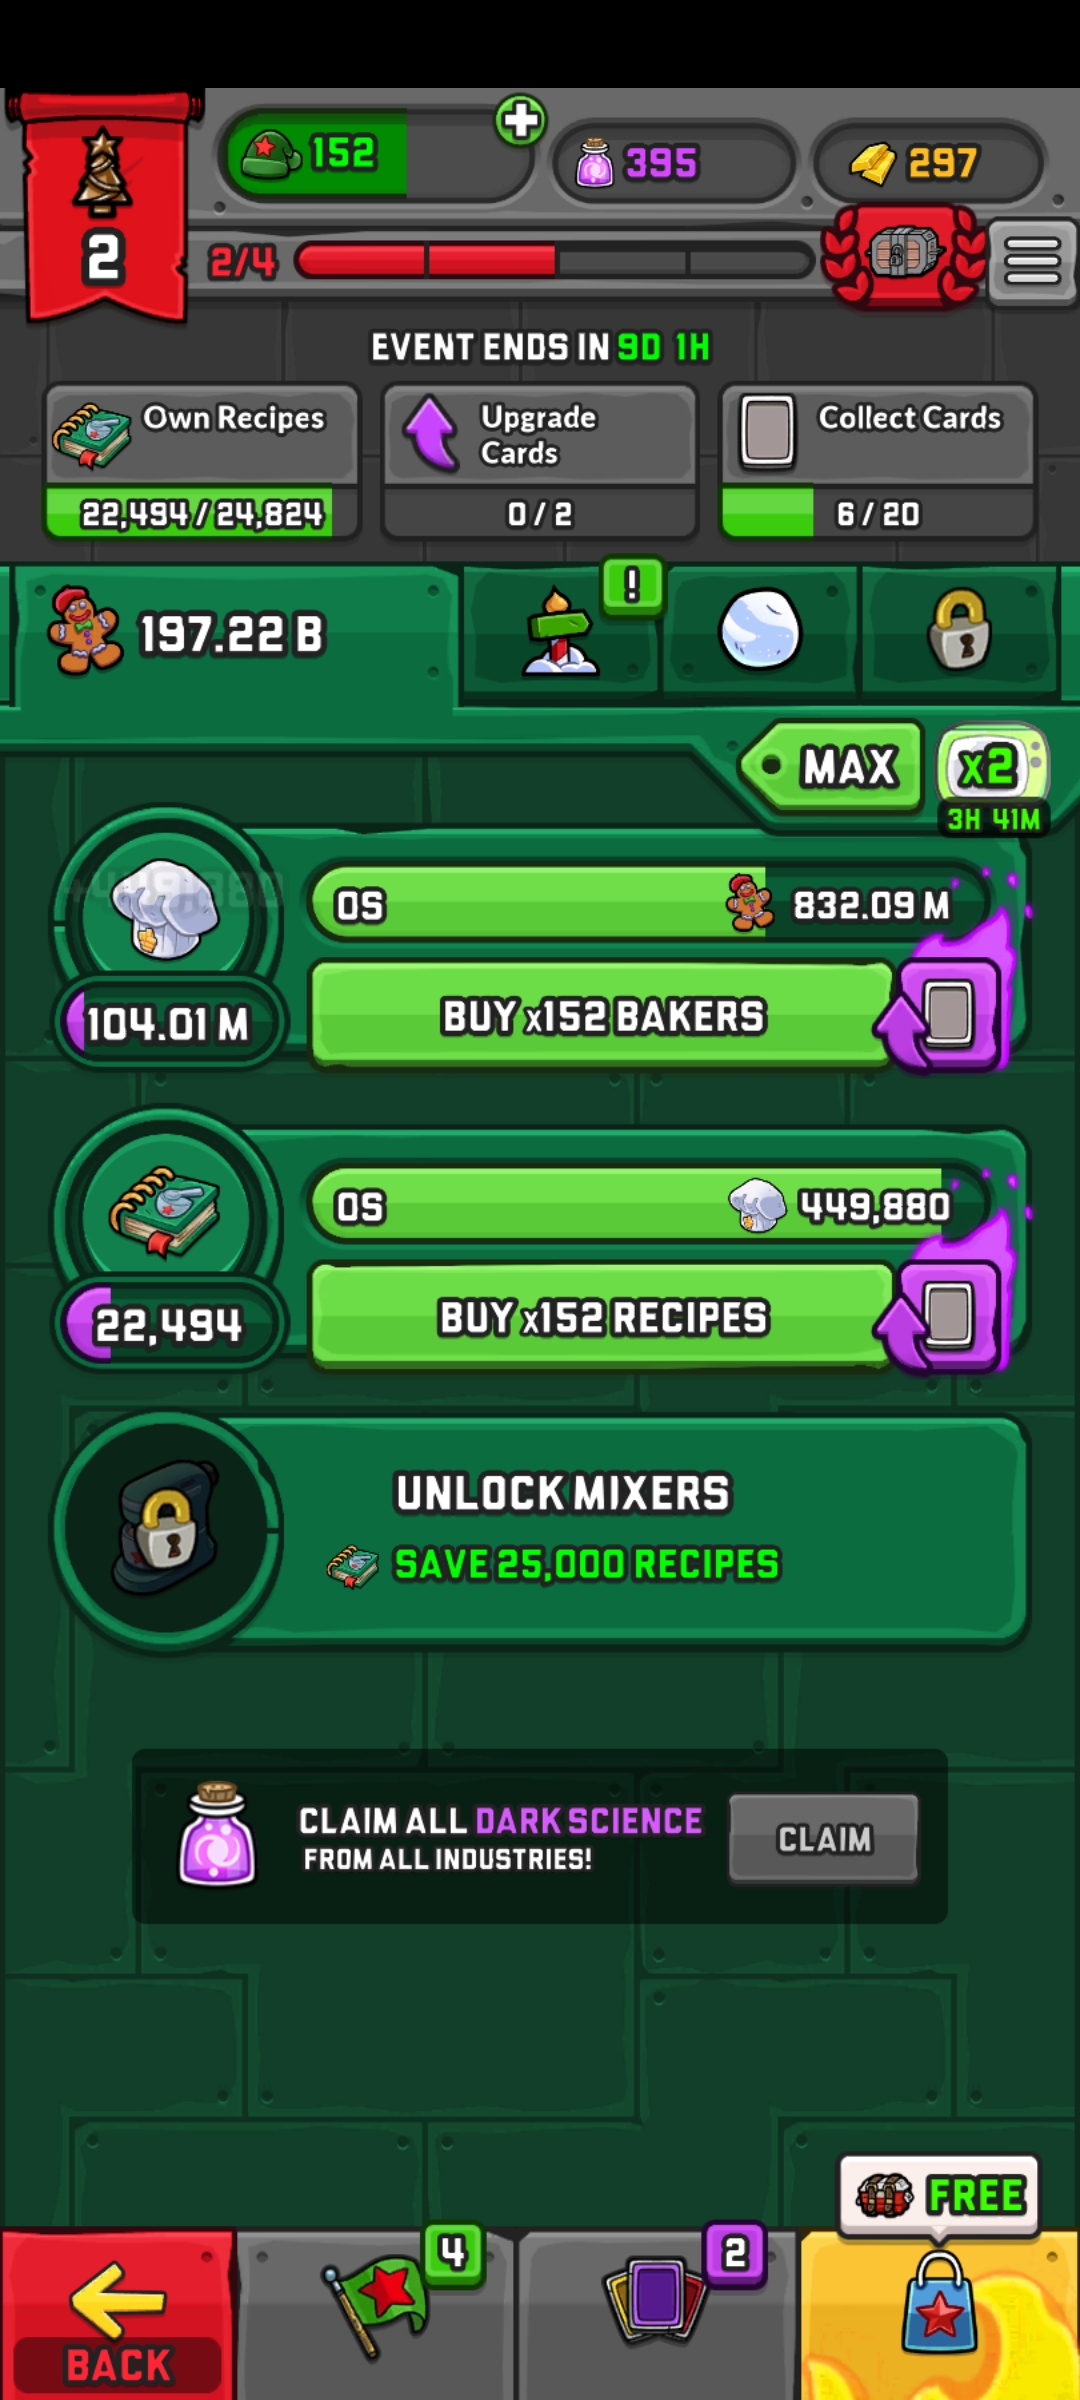 152
395
297
2
2/4
EVENT ENDS IN 9D 1H
Own Recipes
22,494 / 24,824
Upgrade
Cards
0 / 2
Collect Cards
6 / 20
197.22 B
!
MAX
x2
3H 41M
0S
832.09 M
104.01 M
BUY x152 BAKERS
0S
449,880
22,494
BUY x152 RECIPES
UNLOCK MIXERS
SAVE 25,000 RECIPES
CLAIM ALL DARK SCIENCE
FROM ALL INDUSTRIES!
CLAIM
FREE
4
2
BACK